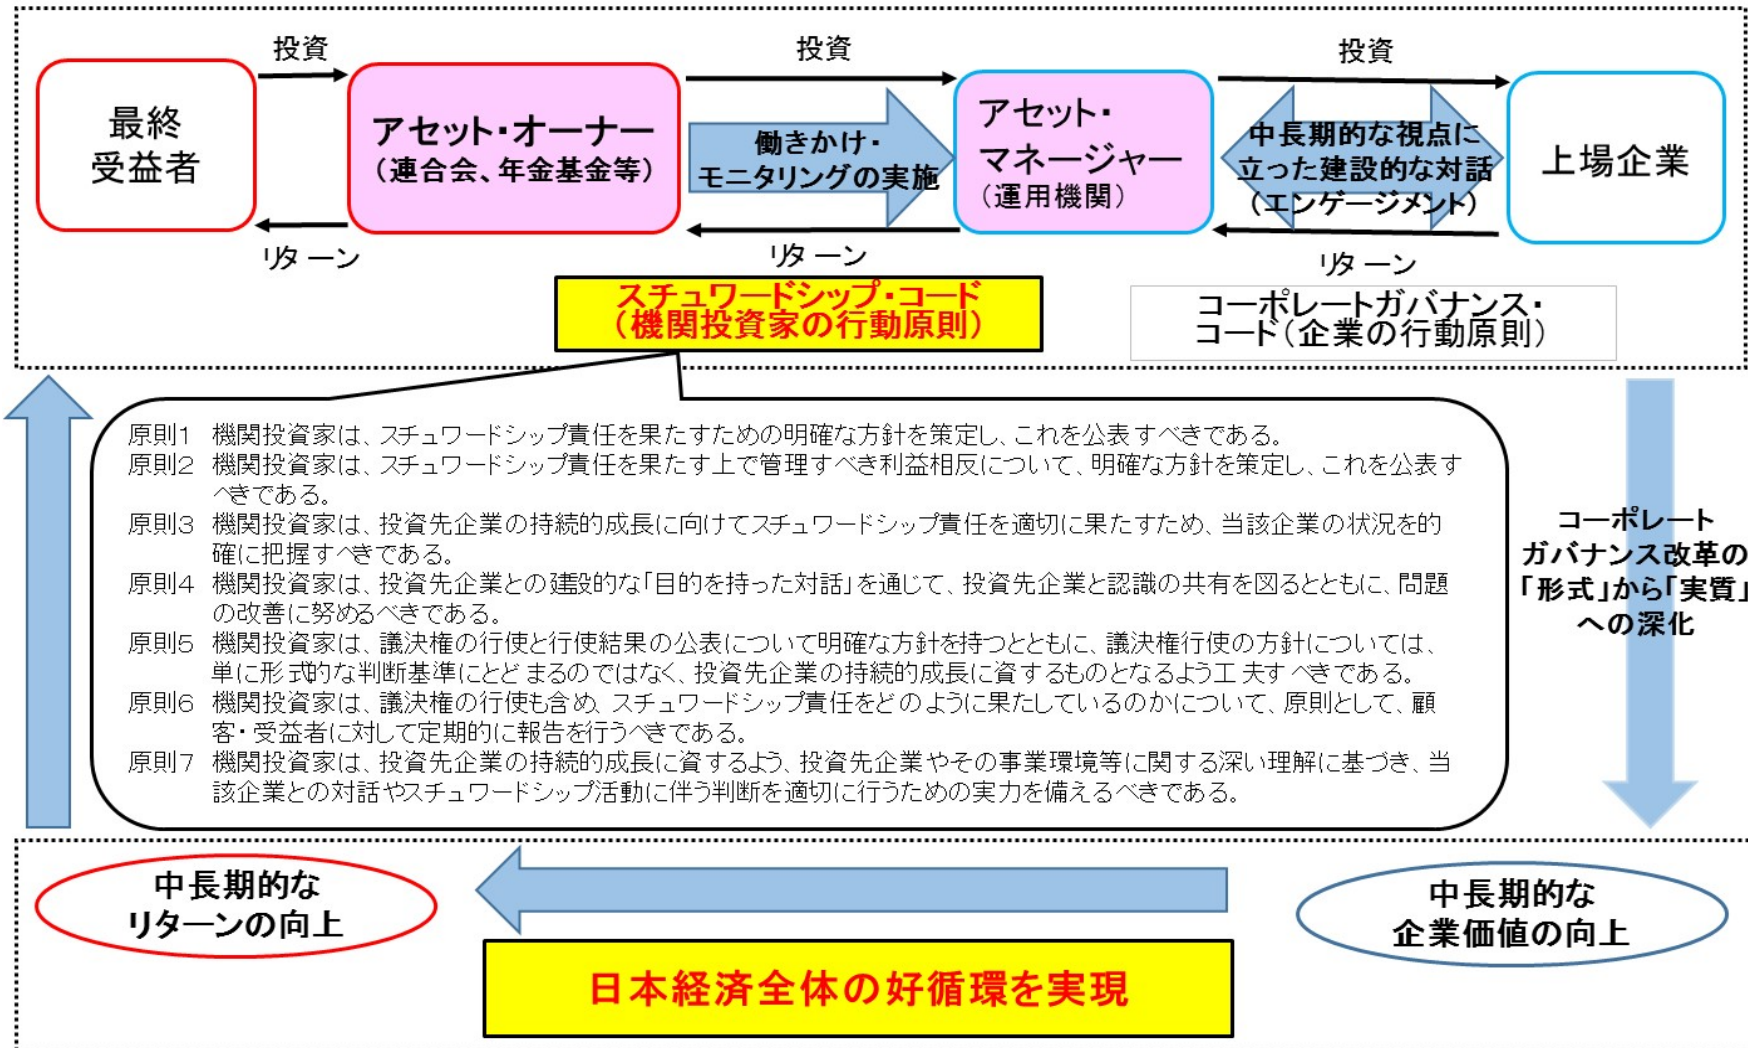 投資
投資
投資
最終
受益者
アセット・オーナー
（連合会、年金基金等）
働きかけ・
モニタリングの実施
アセット・
マネージャー
（運用機関）
中長期的な視点に
立った建設的な対話
（エンゲージメント）
上場企業
リターン
リターン
リターン
スチュワードシップ・コード
（機関投資家の行動原則）
コーポレートガバナンス・
コード（企業の行動原則）
原則1 機関投資家は、スチュワードシップ責任を果たすための明確な方針を策定し、これを公表すべきである。
原則2 機関投資家は、スチュワードシップ責任を果たす上で管理すべき利益相反について、明確な方針を策定し、これを公表す
べきである。
原則3 機関投資家は、投資先企業の持続的成長に向けてスチュワードシップ責任を適切に果たすため、当該企業の状況を的
確に把握すべきである。
原則4 機関投資家は、投資先企業との建設的な「目的を持った対話」を通じて、投資先企業と認識の共有を図るとともに、問題
の改善に努めるべきである。
原則5 機関投資家は、議決権の行使と行使結果の公表について明確な方針を持つとともに、議決権行使の方針については、
単に形式的な判断基準にとどまるのではなく、投資先企業の持続的成長に資するものとなるよう工夫すべきである。
原則6 機関投資家は、議決権の行使も含め、スチュワードシップ責任をどのように果たしているのかについて、原則として、顧
客・受益者に対して定期的に報告を行うべきである。
原則7 機関投資家は、投資先企業の持続的成長に資するよう、投資先企業やその事業環境等に関する深い理解に基づき、当
該企業との対話やスチュワードシップ活動に伴う判断を適切に行うための実力を備えるべきである。
コーポレート
ガバナンス改革の
「形式」から「実質」
への深化
中長期的な
リターンの向上
中長期的な
企業価値の向上
日本経済全体の好循環を実現